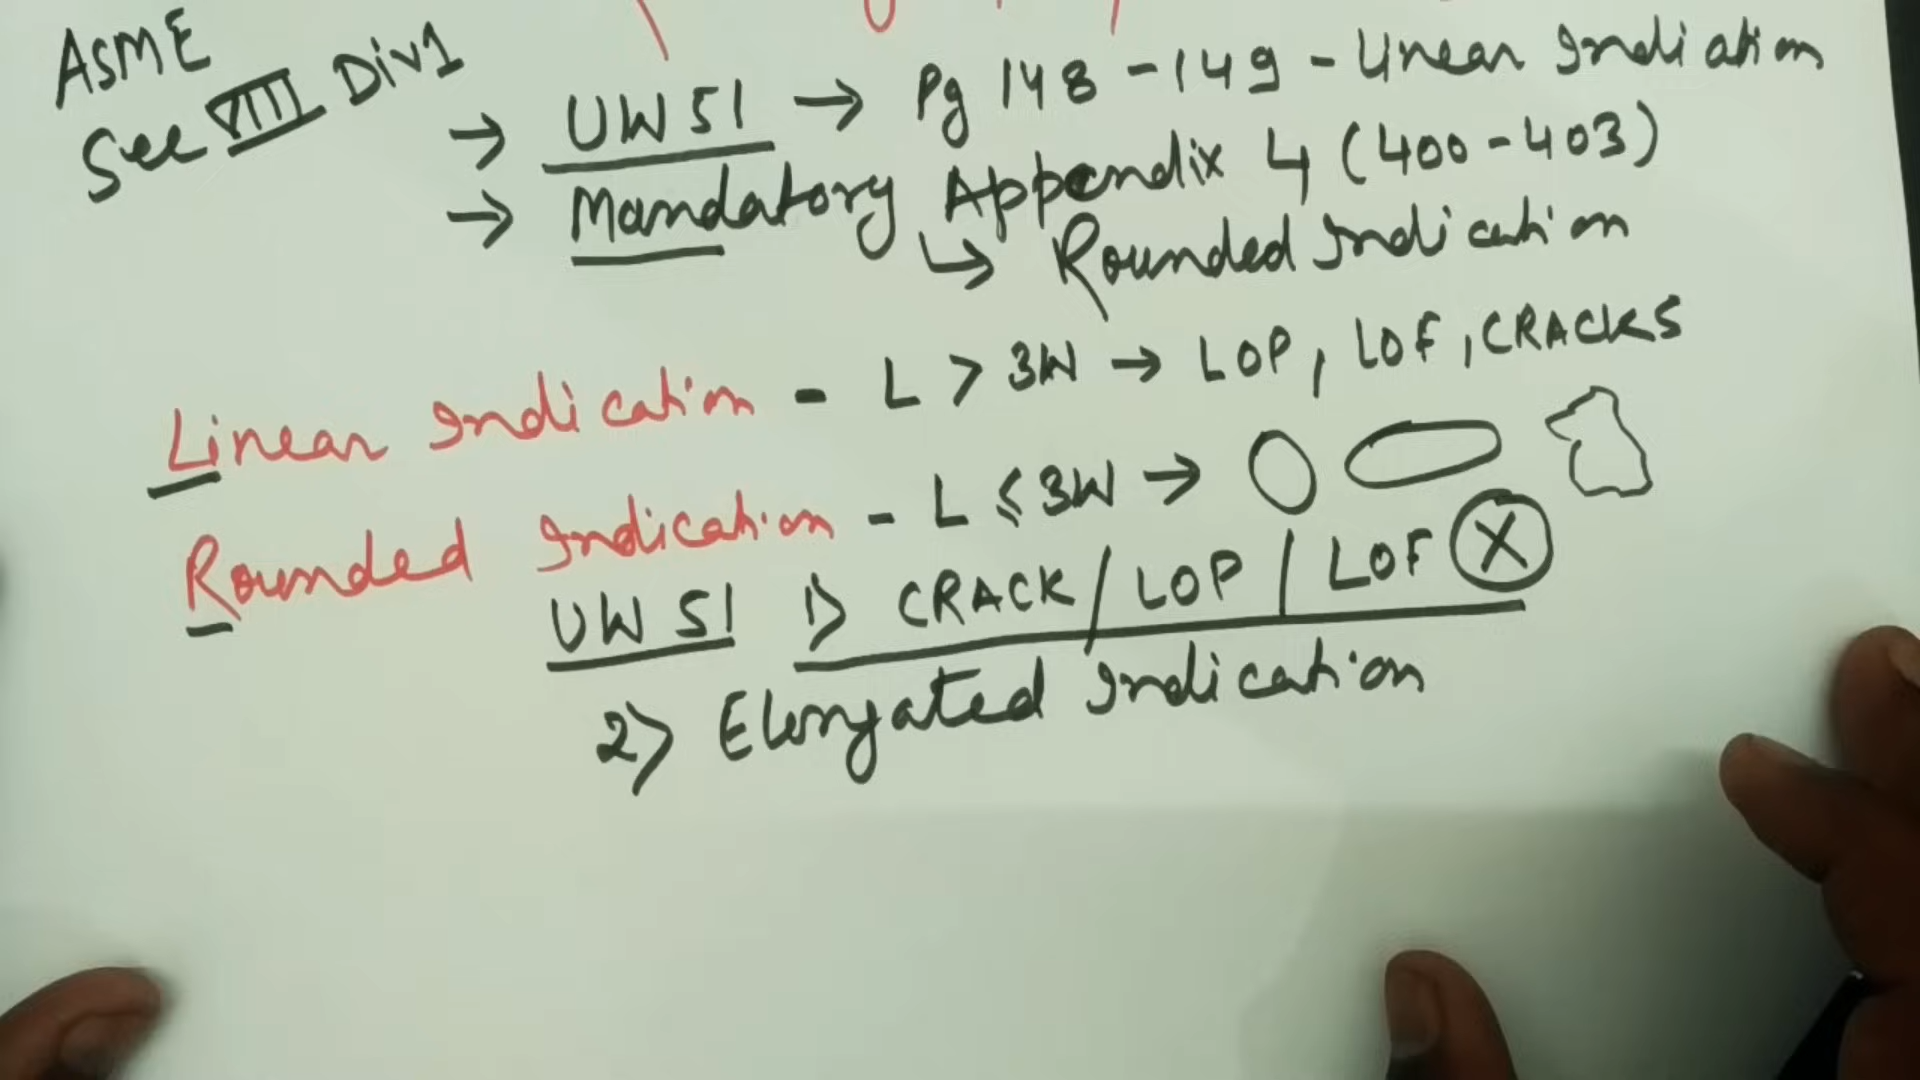 ASME
Sec VIII Div1
→ UW 51 → Pg 148 - 149 - Linear Indication
→ Mandatory Appendix 4 (400 - 403)
↳ Rounded Indication
Linear Indication - L > 3W → LOP, LOF, CRACKS
Rounded Indication - L ≤ 3W →
UW 51 1> CRACK / LOP / LOF X
2> Elongated Indication